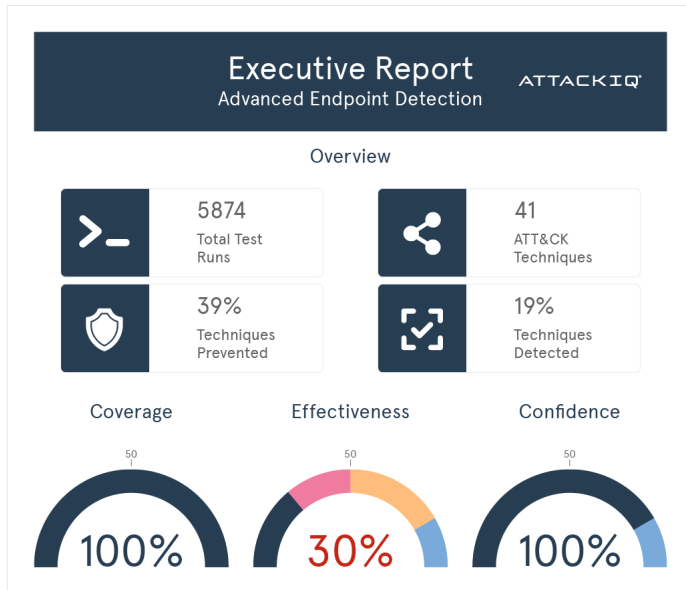 Executive Report
Advanced Endpoint Detection
ATTACKIQ
Overview
5874
Total Test
Runs
41
ATT&CK
Techniques
39%
Techniques
Prevented
19%
Techniques
Detected
Coverage
Effectiveness
Confidence
50
50
50
100%
30%
100%